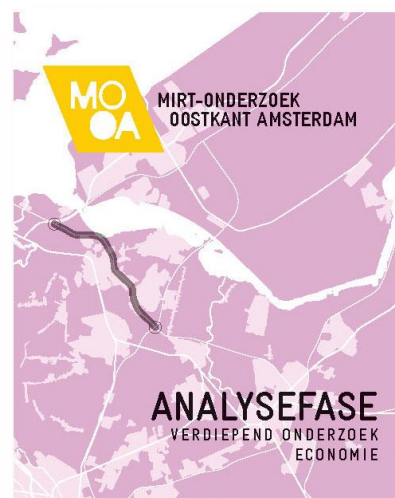 MO
OA
MIRT-ONDERZOEK
OOSTKANT AMSTERDAM
ANALYSEFASE
VERDIEPEND ONDERZOEK
ECONOMIE